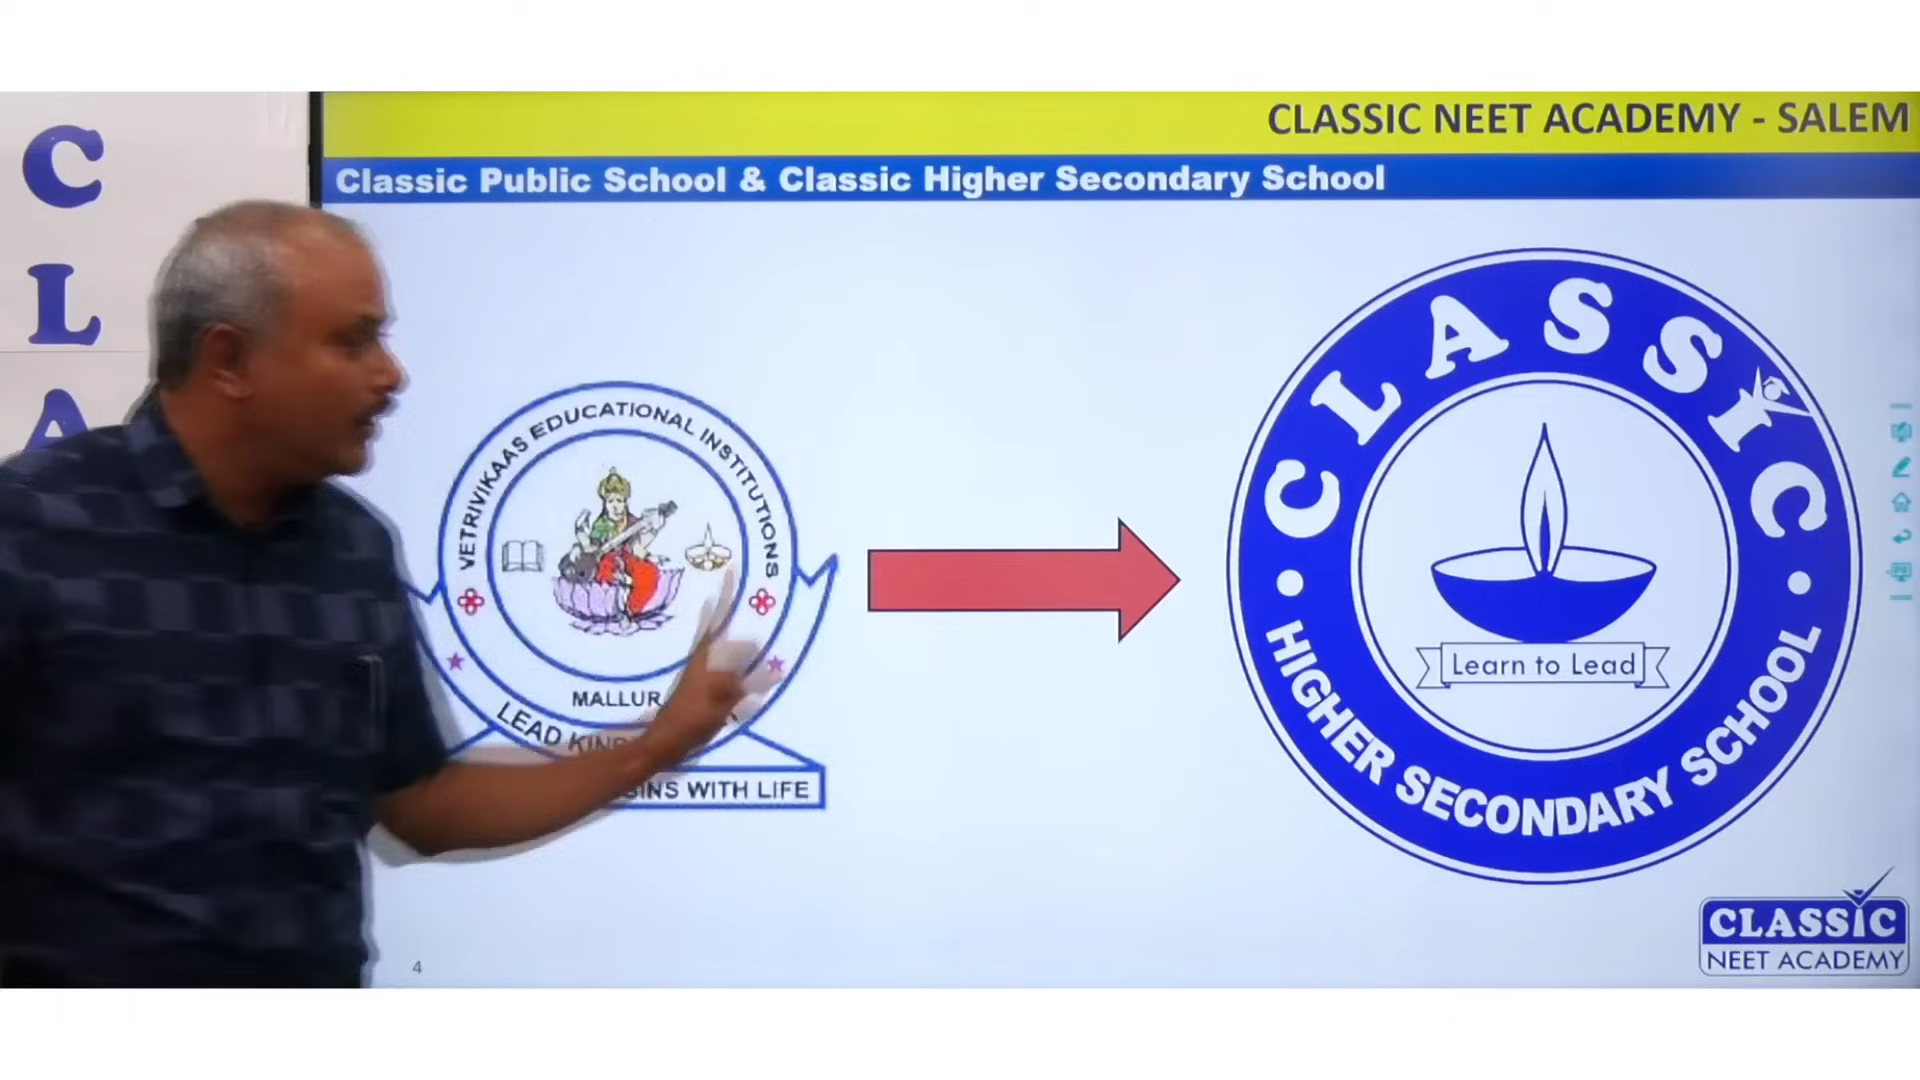 C
L
A
CLASSIC NEET ACADEMY - SALEM
Classic Public School & Classic Higher Secondary School
VETRIVIKAAS EDUCATIONAL INSTITUTIONS
MALLUR
LEAD
WITH LIFE
CLASSIC
Learn to Lead
HIGHER SECONDARY SCHOOL
4
CLASSIC
NEET ACADEMY